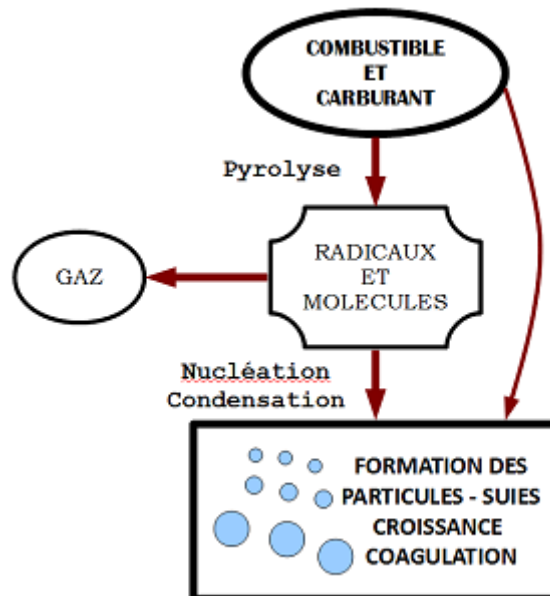 COMBUSTIBLE
ET
CARBURANT
Pyrolyse
RADICAUX
ET
MOLECULES
GAZ
Nucléation
Condensation
FORMATION DES
PARTICULES - SUIES
CROISSANCE
COAGULATION